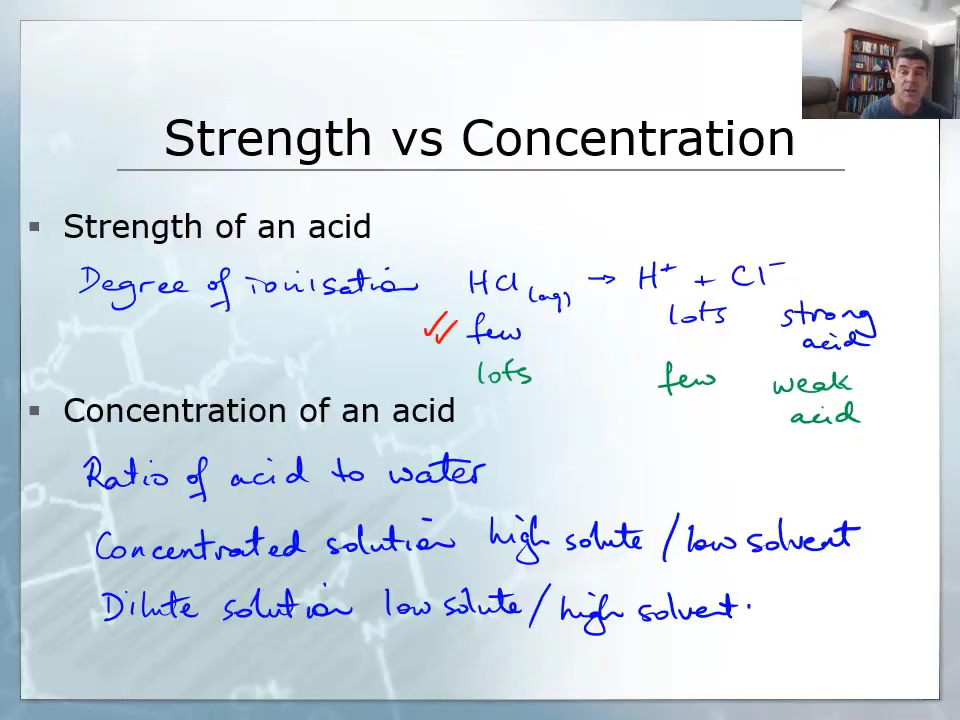 Strength vs Concentration
▪ Strength of an acid
Degree of ionisation HCl (aq) → H⁺ + Cl⁻
few lots strong acid
lots few weak acid
▪ Concentration of an acid
Ratio of acid to water
Concentrated solution high solute / low solvent
Dilute solution low solute / high solvent.